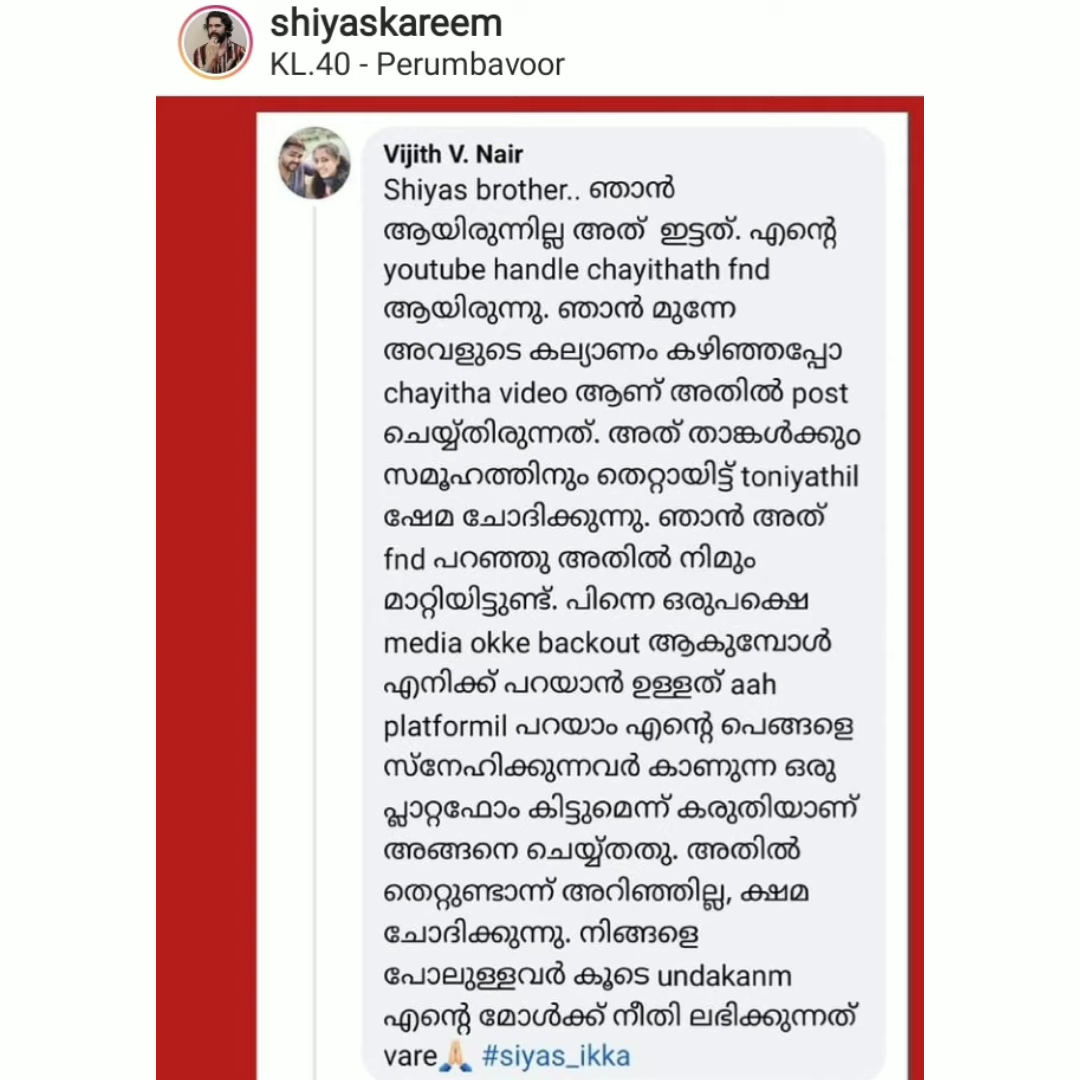 shiyaskareem
KL.40 - Perumbavoor
Vijith V. Nair
Shiyas brother.. ഞാൻ
ആയിരുന്നില്ല അത് ഇട്ടത്. എന്റെ
youtube handle chayithath fnd
ആയിരുന്നു. ഞാൻ മുന്നേ
അവളുടെ കല്യാണം കഴിഞ്ഞപ്പോ
chayitha video ആണ് അതിൽ post
ചെയ്യ്തിരുന്നത്. അത് താങ്കൾക്കുo
സമൂഹത്തിനും തെറ്റായിട്ട് toniyathil
ഷേമ ചോദിക്കുന്നു. ഞാൻ അത്
fnd പറഞ്ഞു അതിൽ നിമും
മാറ്റിയിട്ടുണ്ട്. പിന്നെ ഒരുപക്ഷെ
media okke backout ആകുമ്പോൾ
എനിക്ക് പറയാൻ ഉള്ളത് aah
platformil പറയാം എന്റെ പെങ്ങളെ
സ്നേഹിക്കുന്നവർ കാണുന്ന ഒരു
പ്ലാറ്റഫോം കിട്ടുമെന്ന് കരുതിയാണ്
അങ്ങനെ ചെയ്യ്തതു. അതിൽ
തെറ്റുണ്ടാന്ന് അറിഞ്ഞില്ല, ക്ഷമ
ചോദിക്കുന്നു. നിങ്ങളെ
പോലുള്ളവർ കൂടെ undakanm
എന്റെ മോൾക്ക് നീതി ലഭിക്കുന്നത്
vare🙏🏻 #siyas_ikka